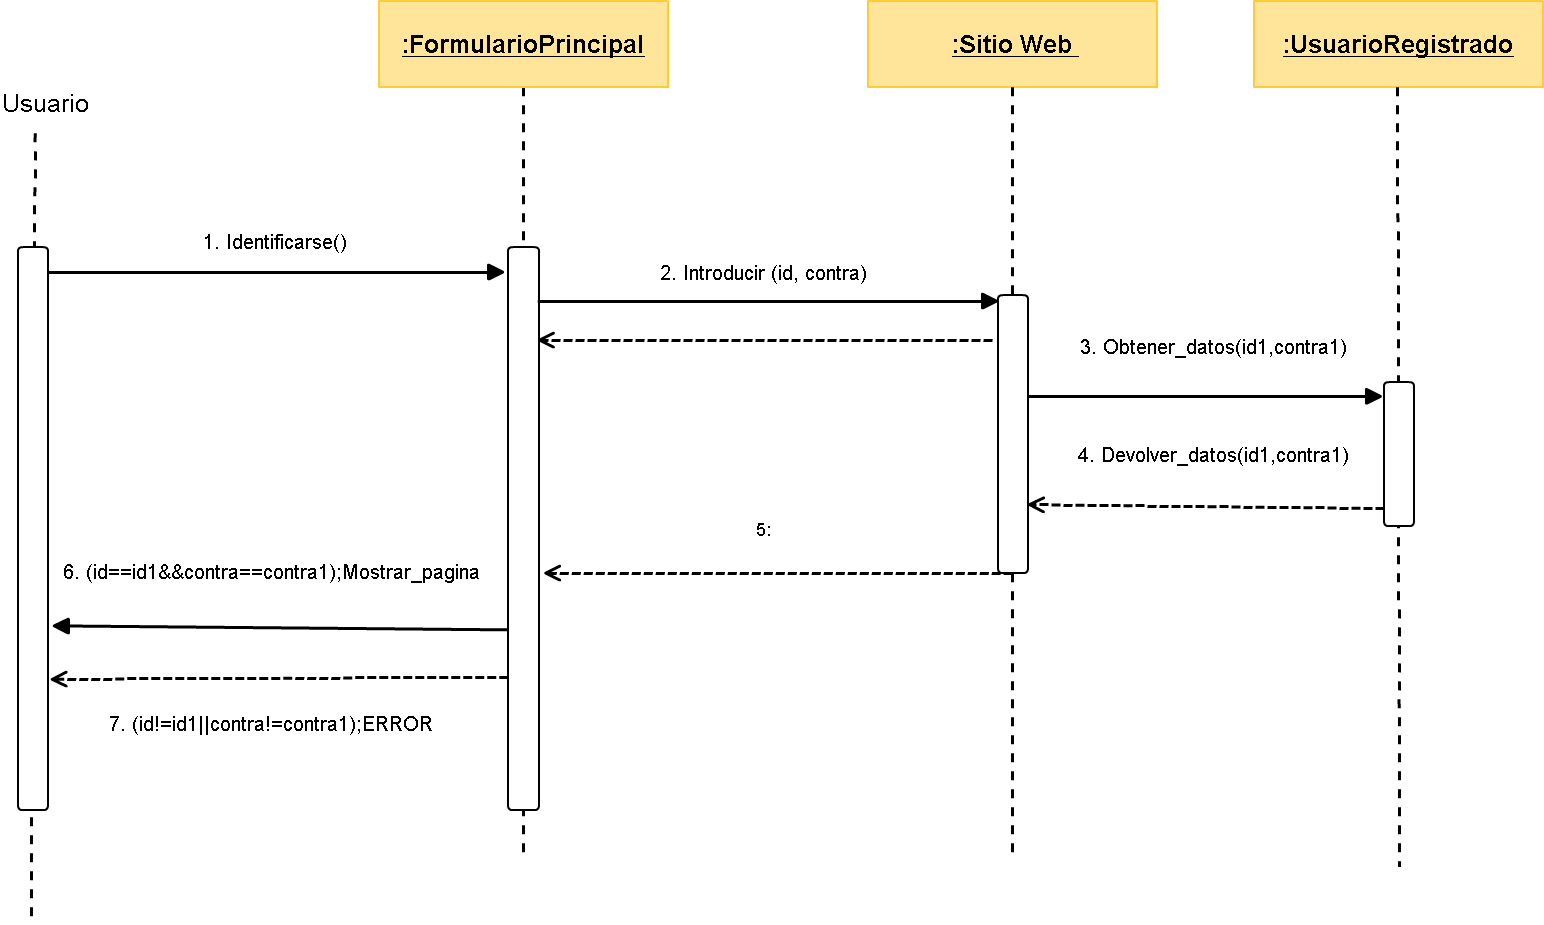 :FormularioPrincipal
:Sitio Web
:UsuarioRegistrado
Usuario
1. Identificarse()
2. Introducir (id, contra)
3. Obtener_datos(id1,contra1)
4. Devolver_datos(id1,contra1)
5:
6. (id==id1&&contra==contra1);Mostrar_pagina
7. (id!=id1||contra!=contra1);ERROR